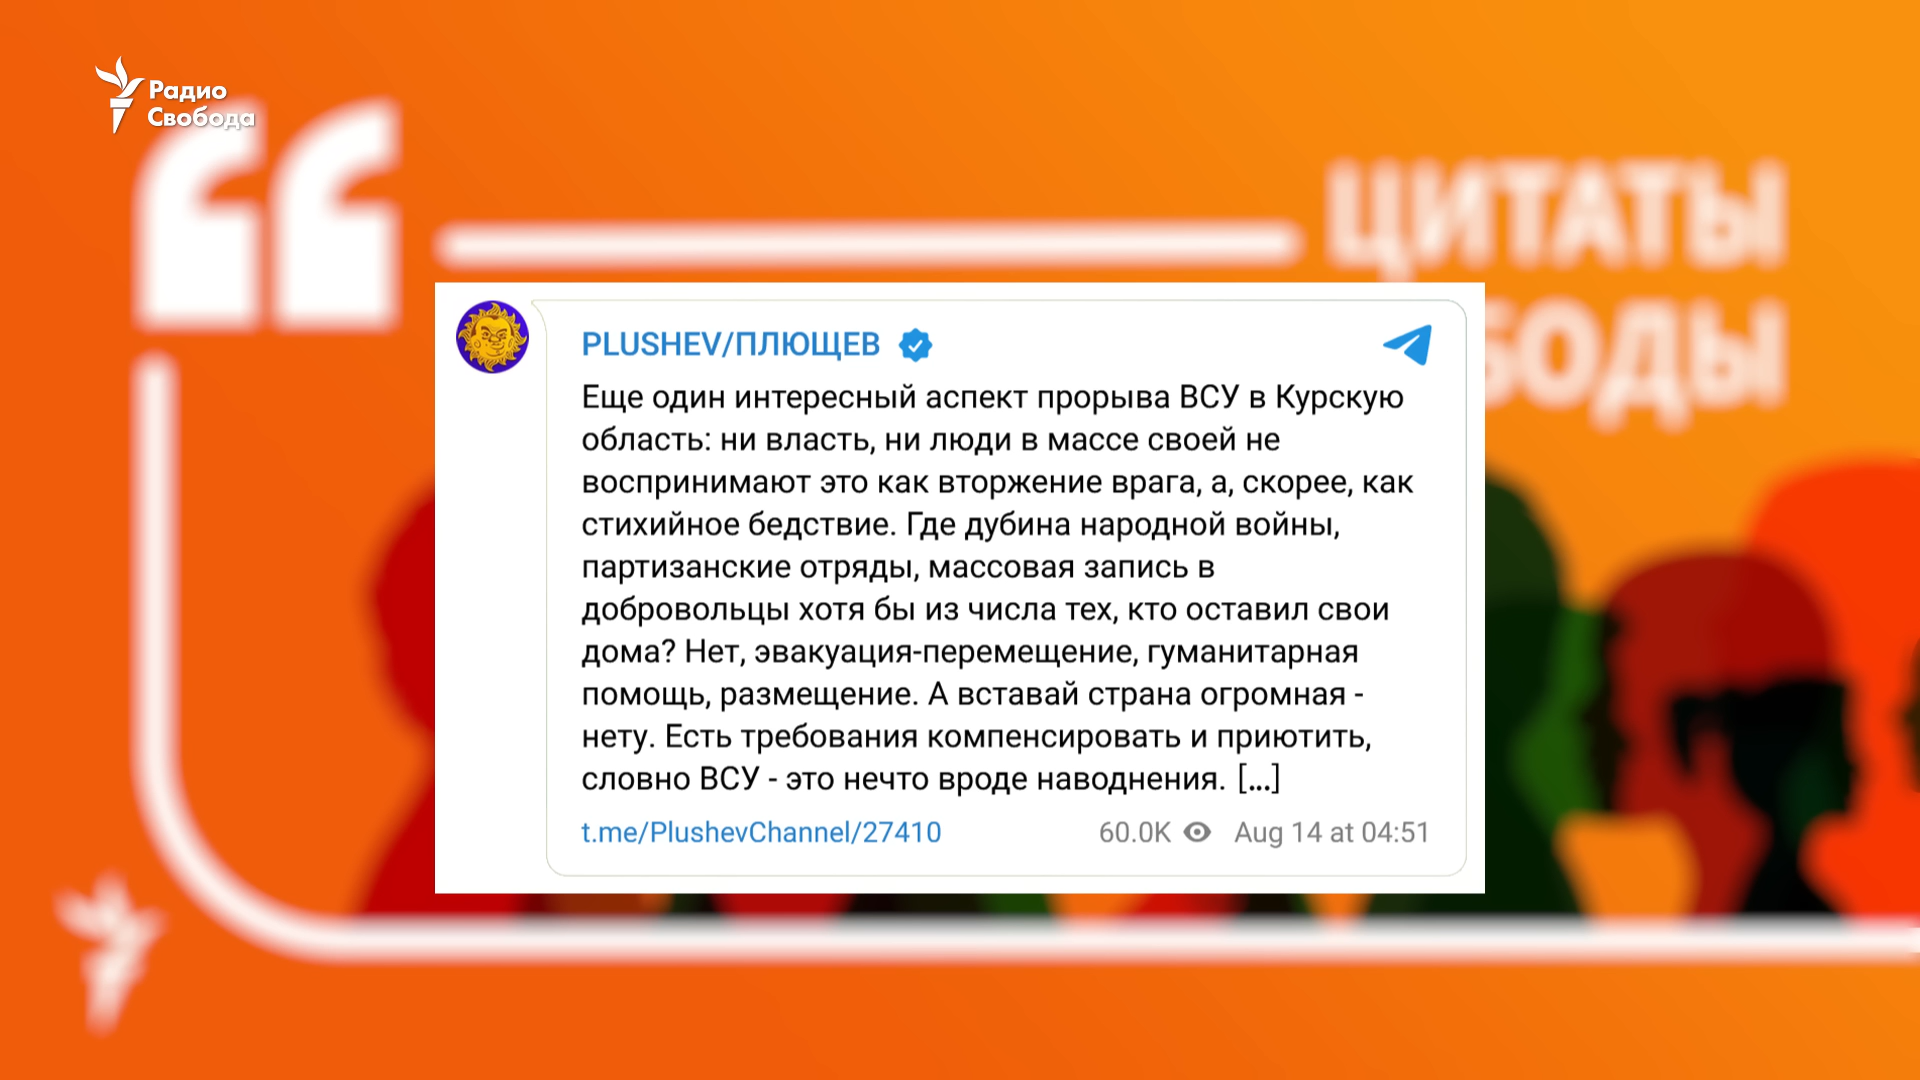 Радио
Свобода
ЦИТАТЫ
БОДЫ
PLUSHEV/ПЛЮЩЕВ
Еще один интересный аспект прорыва ВСУ в Курскую
область: ни власть, ни люди в массе своей не
воспринимают это как вторжение врага, а, скорее, как
стихийное бедствие. Где дубина народной войны,
партизанские отряды, массовая запись в
добровольцы хотя бы из числа тех, кто оставил свои
дома? Нет, эвакуация-перемещение, гуманитарная
помощь, размещение. А вставай страна огромная -
нету. Есть требования компенсировать и приютить,
словно ВСУ - это нечто вроде наводнения. [...]
t.me/PlushevChannel/27410
60.0K Aug 14 at 04:51